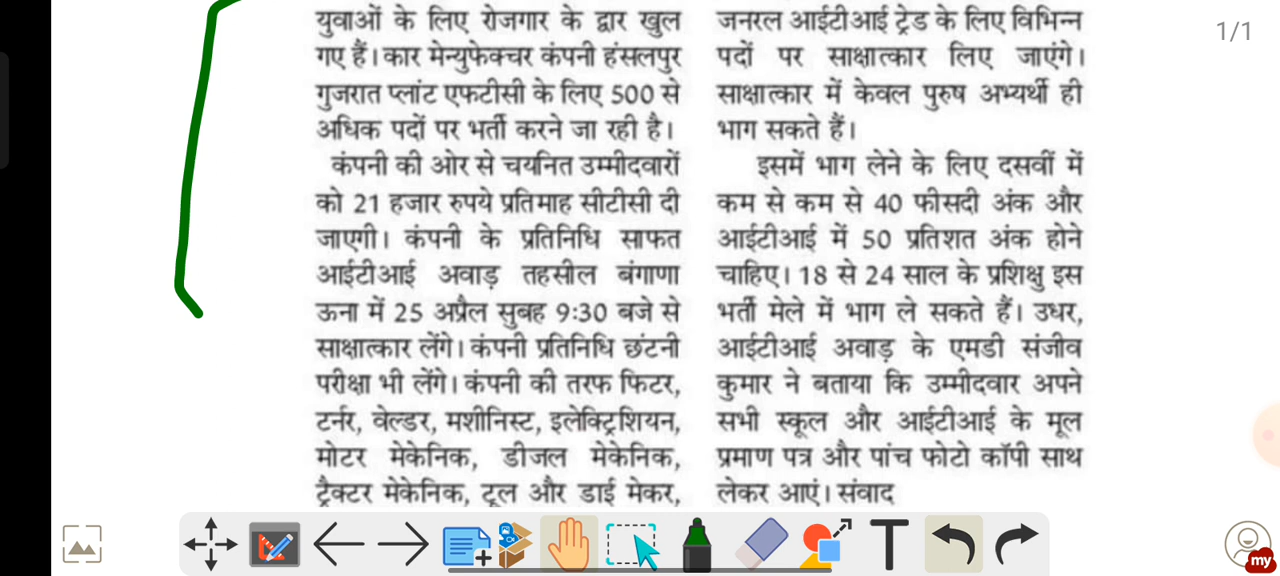 युवाओं के लिए रोजगार के द्वार खुल
गए हैं। कार मेन्युफेक्चर कंपनी हंसलपुर
गुजरात प्लांट एफटीसी के लिए 500 से
अधिक पदों पर भर्ती करने जा रही है।
कंपनी की ओर से चयनित उम्मीदवारों
को 21 हजार रुपये प्रतिमाह सीटीसी दी
जाएगी। कंपनी के प्रतिनिधि साफत
आईटीआई अवाड़ तहसील बंगाणा
ऊना में 25 अप्रैल सुबह 9:30 बजे से
साक्षात्कार लेंगे। कंपनी प्रतिनिधि छंटनी
परीक्षा भी लेंगे। कंपनी की तरफ फिटर,
टर्नर, वेल्डर, मशीनिस्ट, इलेक्ट्रिशियन,
मोटर मेकेनिक, डीजल मेकेनिक,
ट्रैक्टर मेकेनिक, टूल और डाई मेकर,
जनरल आईटीआई ट्रेड के लिए विभिन्न
पदों पर साक्षात्कार लिए जाएंगे।
साक्षात्कार में केवल पुरुष अभ्यर्थी ही
भाग सकते हैं।
इसमें भाग लेने के लिए दसवीं में
कम से कम से 40 फीसदी अंक और
आईटीआई में 50 प्रतिशत अंक होने
चाहिए। 18 से 24 साल के प्रशिक्षु इस
भर्ती मेले में भाग ले सकते हैं। उधर,
आईटीआई अवाड़ के एमडी संजीव
कुमार ने बताया कि उम्मीदवार अपने
सभी स्कूल और आईटीआई के मूल
प्रमाण पत्र और पांच फोटो कॉपी साथ
लेकर आएं। संवाद
1/1
T
my